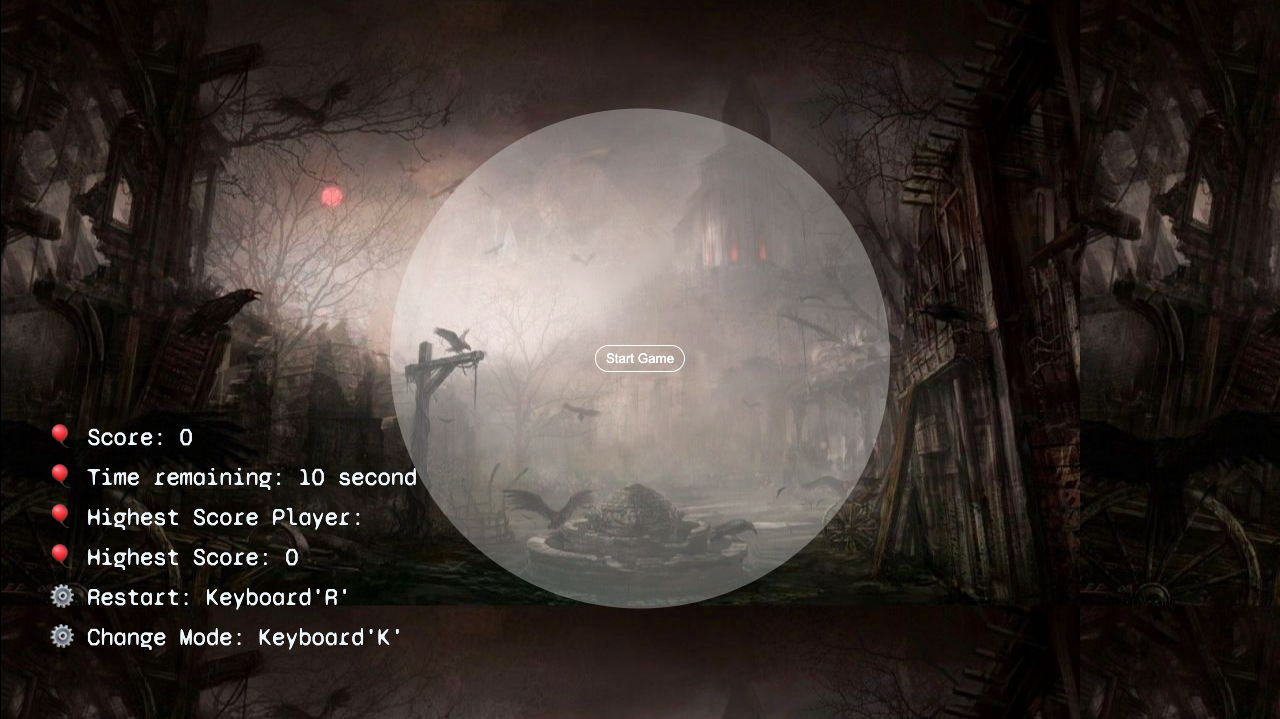 Start Game
Score: 0
Time remaining: 10 second
Highest Score Player:
Highest Score: 0
Restart: Keyboard'R'
Change Mode: Keyboard'K'